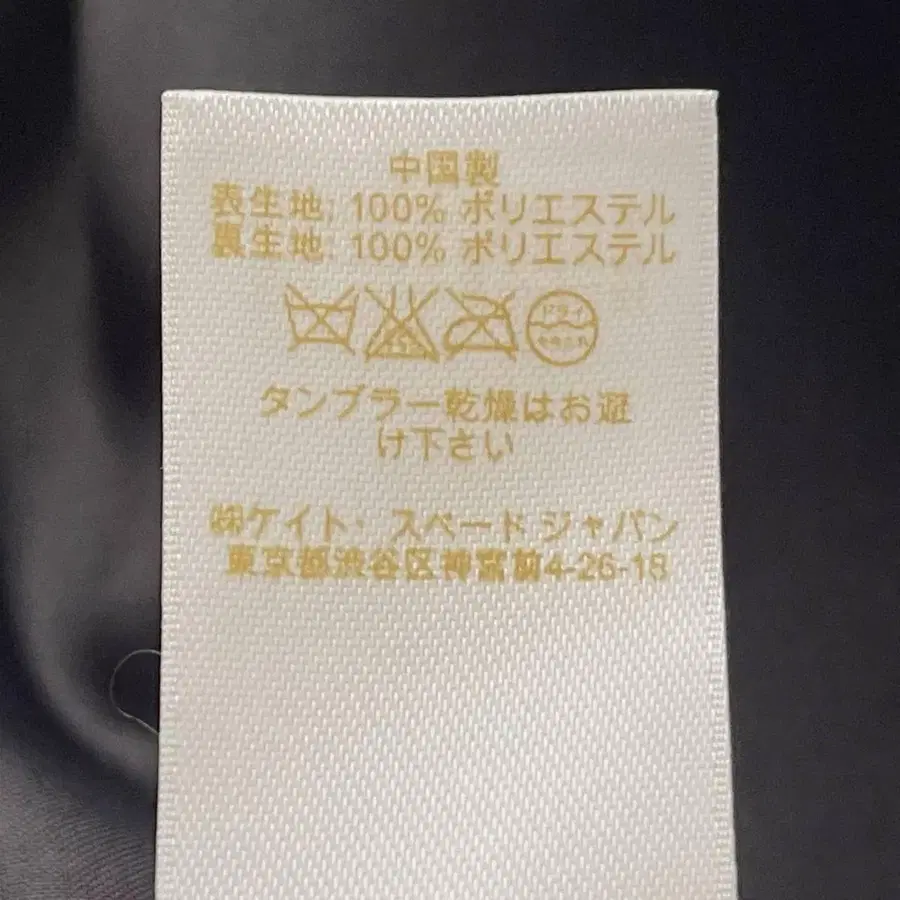 中国製
表生地: 100% ポリエステル
裏生地: 100% ポリエステル
ドライ
タンブラー乾燥はお避
け下さい
㈱ケイト・スペード ジャパン
東京都渋谷区神宮前4-26-18